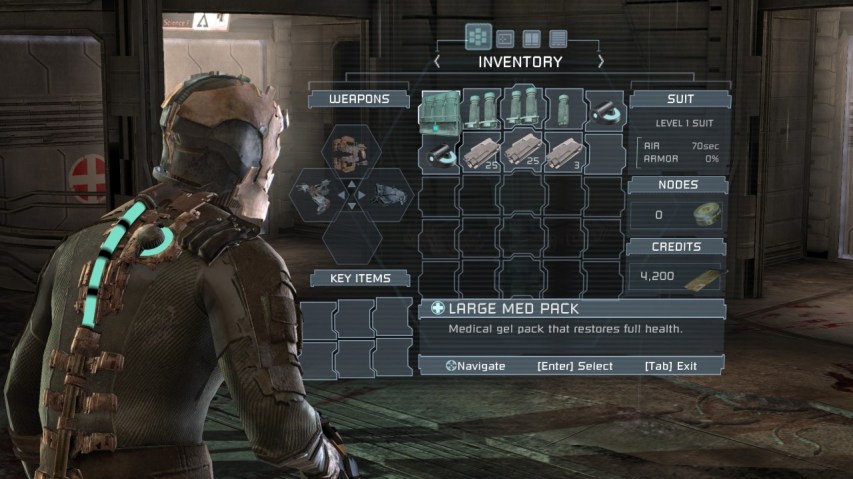 INVENTORY
WEAPONS
SUIT
LEVEL 1 SUIT
AIR 70sec
ARMOR 0%
25
25
3
NODES
0
CREDITS
4,200
KEY ITEMS
LARGE MED PACK
Medical gel pack that restores full health.
Navigate [Enter] Select [Tab] Exit